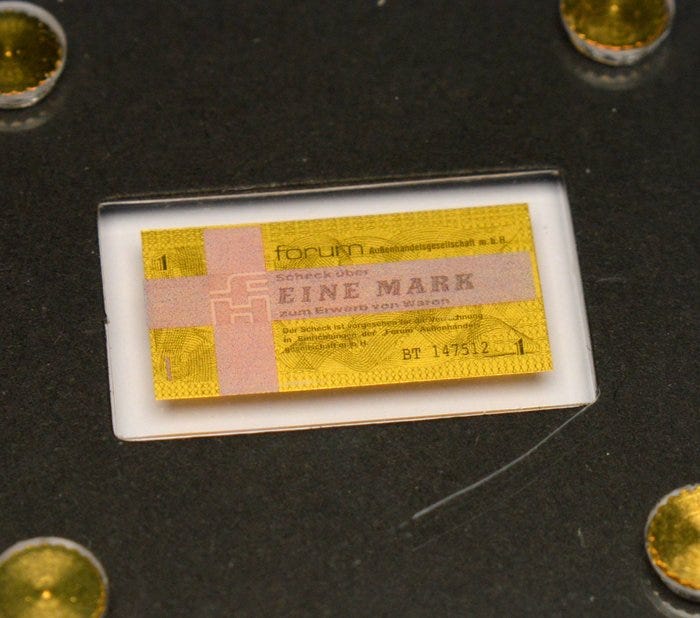 1
forum Außenhandelsgesellschaft m.b.H.
Scheck über
EINE MARK
zum Erwerb von Waren
Der Scheck ist vorgesehen für die Verrechnung
in Einrichtungen der Forum Außenhandels-
gesellschaft m.b.H.
BT 147512 1
1